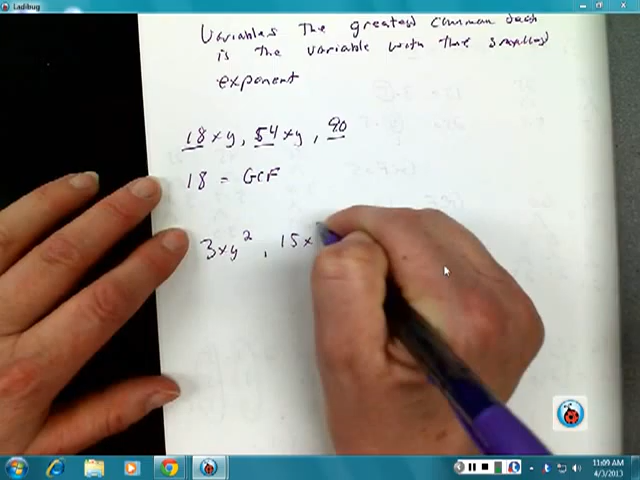 Ladibug
Variables The greatest common
is the variable with the smallest
exponent
18xy, 54xy, 90
18 = GCF
3xy², 15x
11:09 AM
4/3/2013